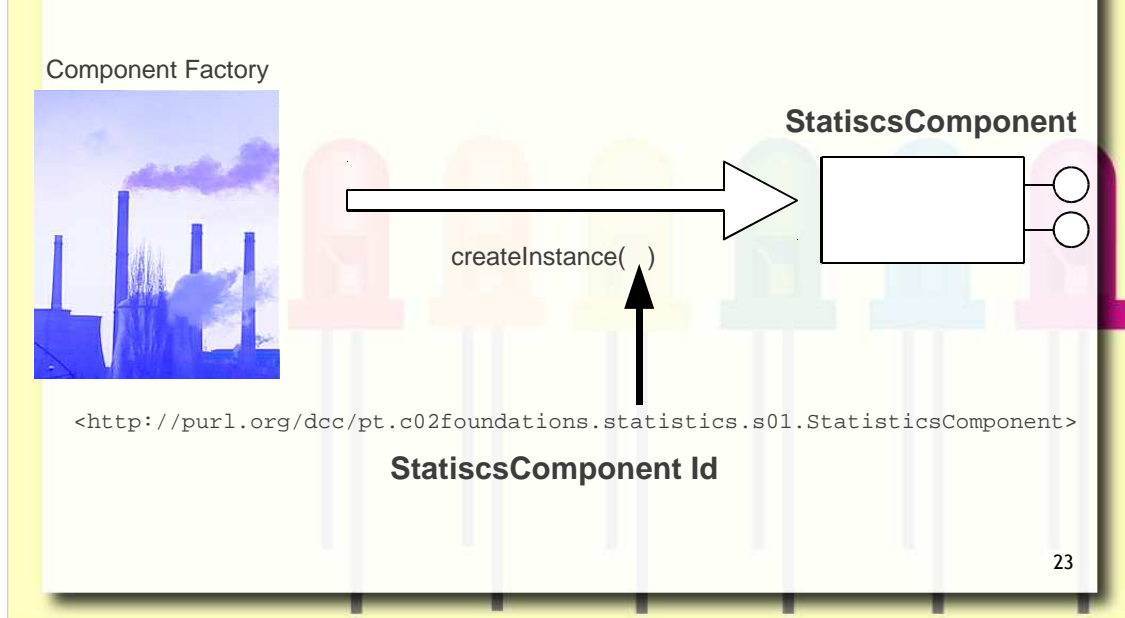 Component Factory
StatiscsComponent
createInstance( )
<http://purl.org/dcc/pt.c02foundations.statistics.s01.StatisticsComponent>
StatiscsComponent Id
23